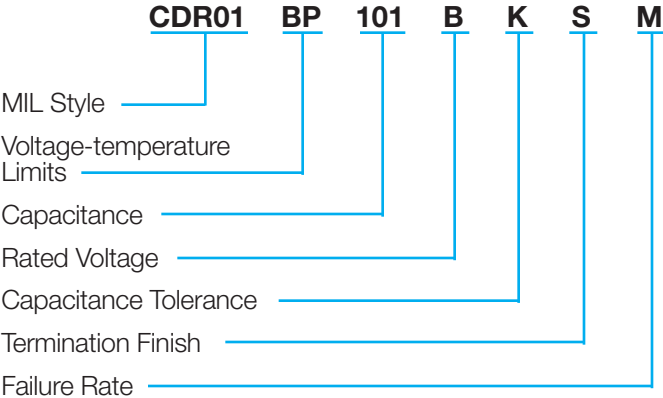 CDR01 BP 101 B K S M
MIL Style
Voltage-temperature
Limits
Capacitance
Rated Voltage
Capacitance Tolerance
Termination Finish
Failure Rate